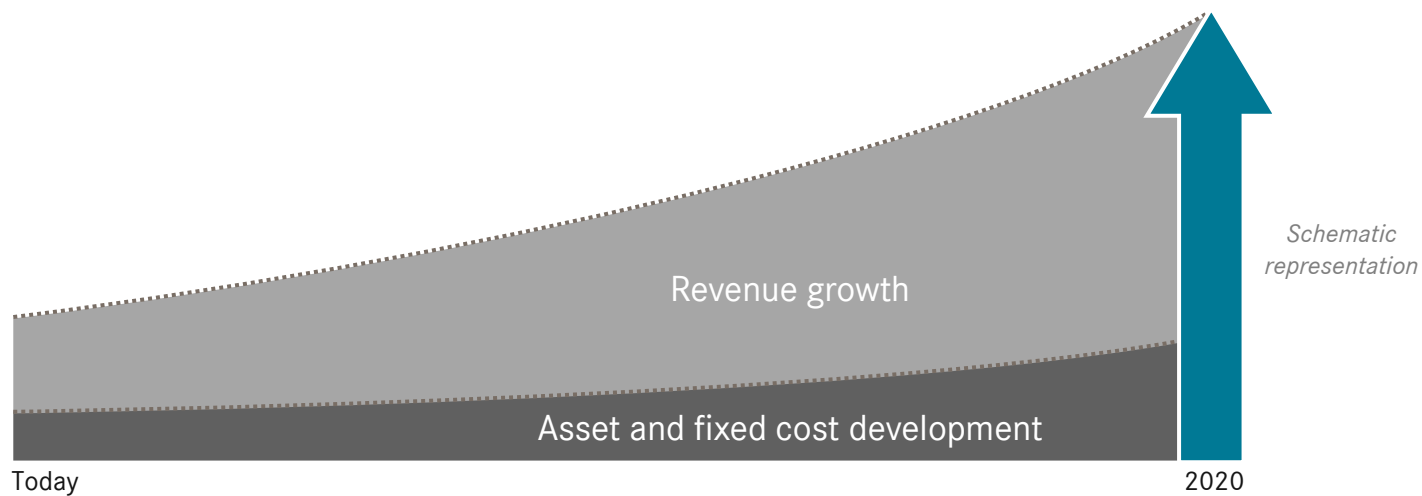 Schematic
representation
Revenue growth
Asset and fixed cost development
Today
2020